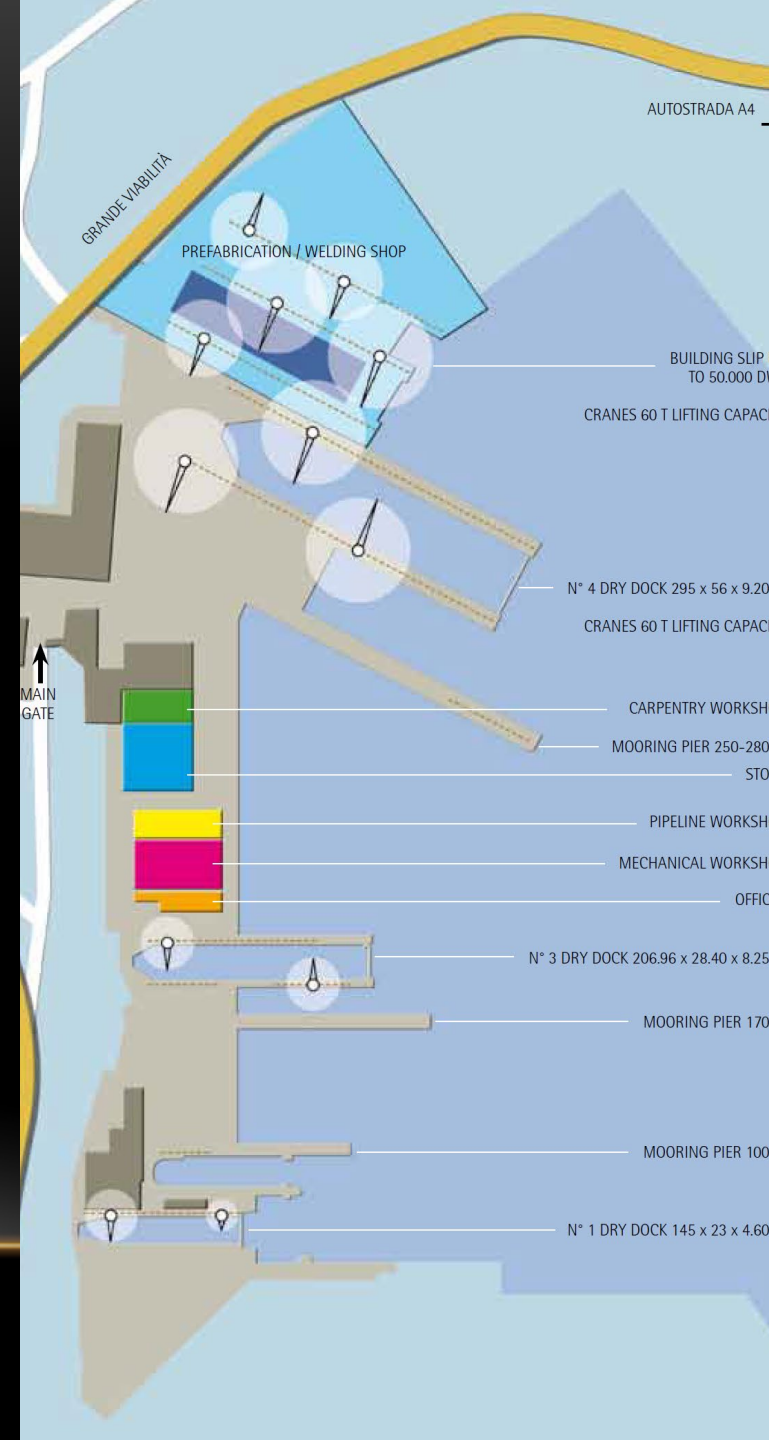 AUTOSTRADA A4
GRANDE VIABILITÀ
PREFABRICATION / WELDING SHOP
BUILDING SLIP
TO 50.000 DW
CRANES 60 T LIFTING CAPACI
N° 4 DRY DOCK 295 x 56 x 9.20
CRANES 60 T LIFTING CAPACI
MAIN
GATE
CARPENTRY WORKSH
MOORING PIER 250-280
STO
PIPELINE WORKSH
MECHANICAL WORKSH
OFFIC
N° 3 DRY DOCK 206.96 x 28.40 x 8.25
MOORING PIER 170
MOORING PIER 100
N° 1 DRY DOCK 145 x 23 x 4.60